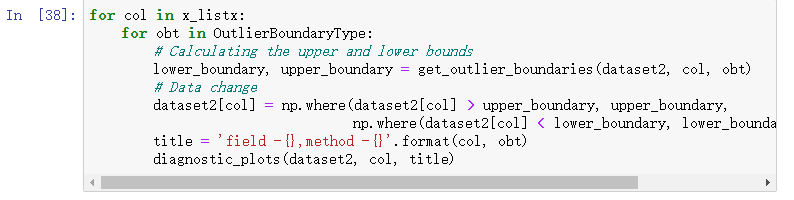 In [38]: for col in x_listx:
for obt in OutlierBoundaryType:
# Calculating the upper and lower bounds
lower_boundary, upper_boundary = get_outlier_boundaries(dataset2, col, obt)
# Data change
dataset2[col] = np.where(dataset2[col] > upper_boundary, upper_boundary,
np.where(dataset2[col] < lower_boundary, lower_bounda
title = 'field -{},method -{}'.format(col, obt)
diagnostic_plots(dataset2, col, title)